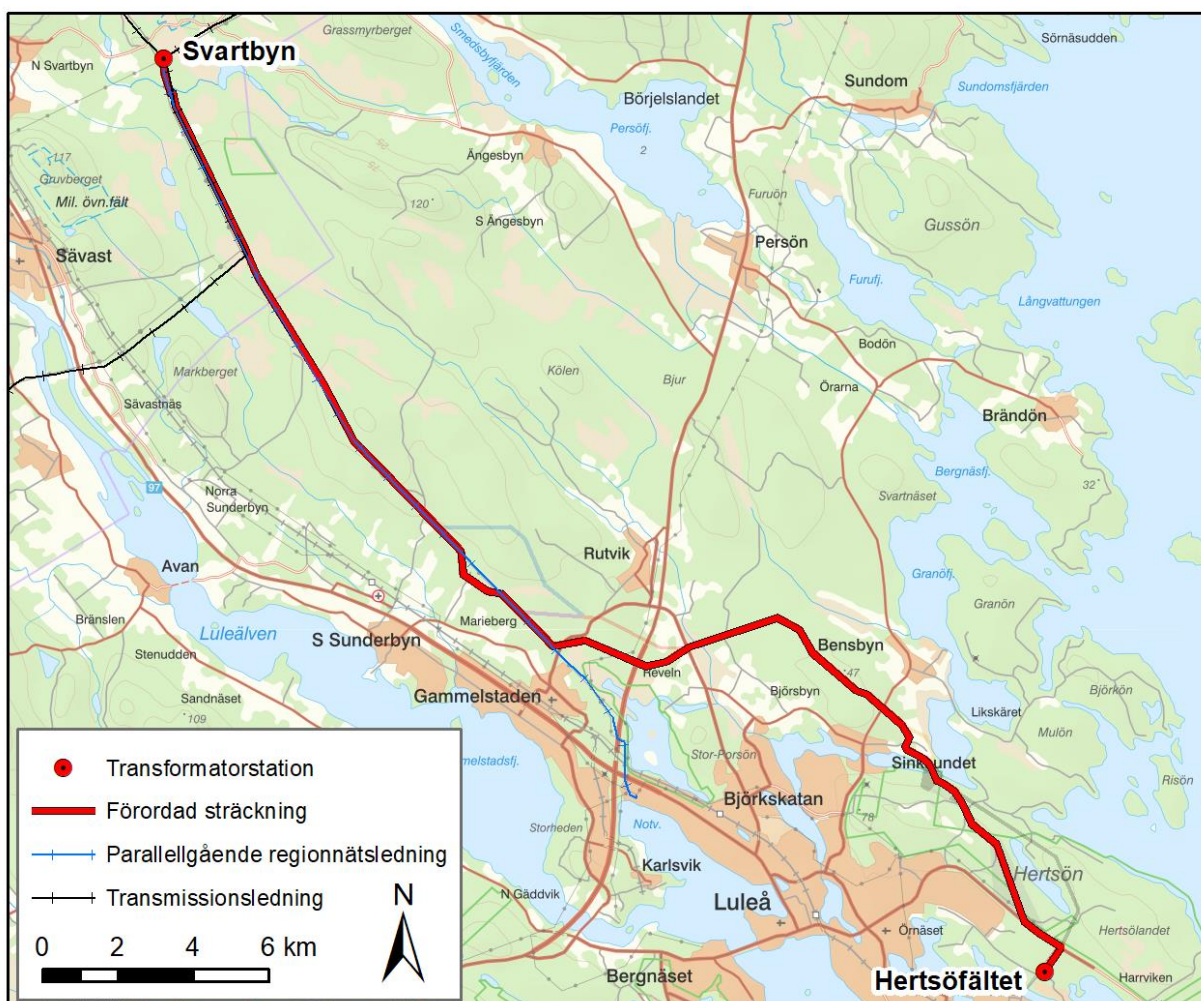 Svartbyn
N Svartbyn
Grassmyrberget
Smedsbyfjärden
Sörnäsudden
Sundom
Sundomsfjärden
Börjelslandet
Persöfj.
2
Ängesbyn
117
Gruvberget
Mil. övn.fält
120
S Ängesbyn
Furuön
Gussön
Sävast
Persön
Furufj.
Långvattungen
Bodön
Markberget
Kölen
Bjur
Örarna
Sävastnäs
Brändön
Bergnäsfj.
97
Norra
Sunderbyn
32
Svartnäset
Avan
Rutvik
Granöfj.
Granön
Bränslen
Luleälven
Marieberg
S Sunderbyn
Bensbyn
Stenudden
Reveln
Björsbyn
47
Björkön
Sandnäset
109
Gammelstaden
Likskäret
Mulön
Stor-Porsön
melstadsfj.
Risön
Björkskatan
Storheden
Notv.
78
Karlsvik
Hertsön
N Gäddvik
Luleå
Örnäset
Hertsölandet
Bergnäset
Hertsöfältet
Harrviken
Transformatorstation
Förordad sträckning
Parallellgående regionnätsledning
Transmissionsledning
N
0 2 4 6 km